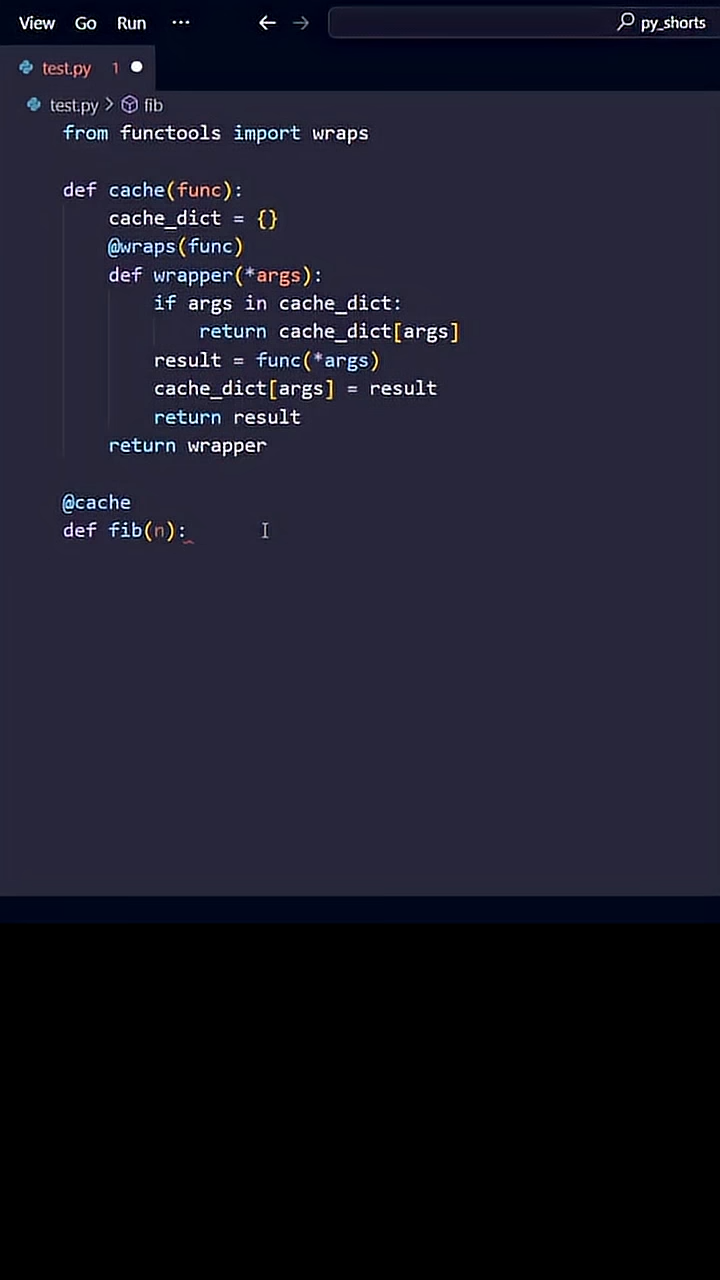 View Go Run ··· ← → py_shorts
test.py 1
test.py > fib
from functools import wraps
def cache(func):
    cache_dict = {}
    @wraps(func)
    def wrapper(*args):
        if args in cache_dict:
            return cache_dict[args]
        result = func(*args)
        cache_dict[args] = result
        return result
    return wrapper
@cache
def fib(n):